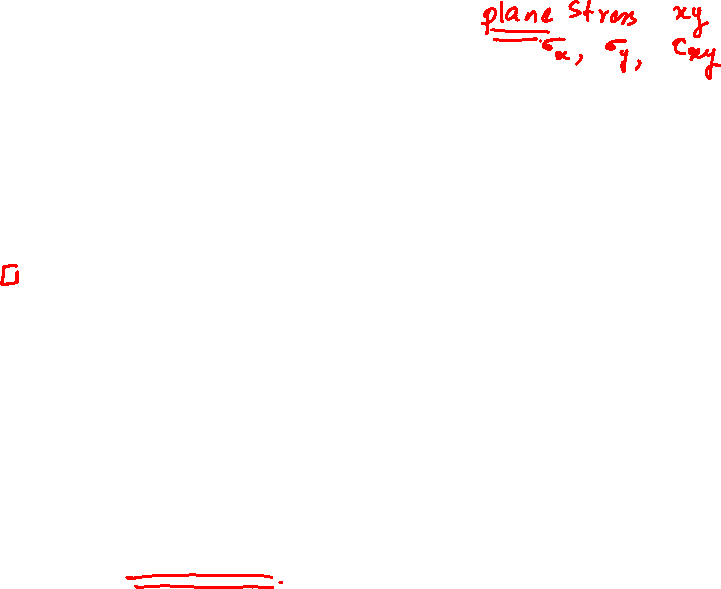 plane stress xy
σx, σy, τxy